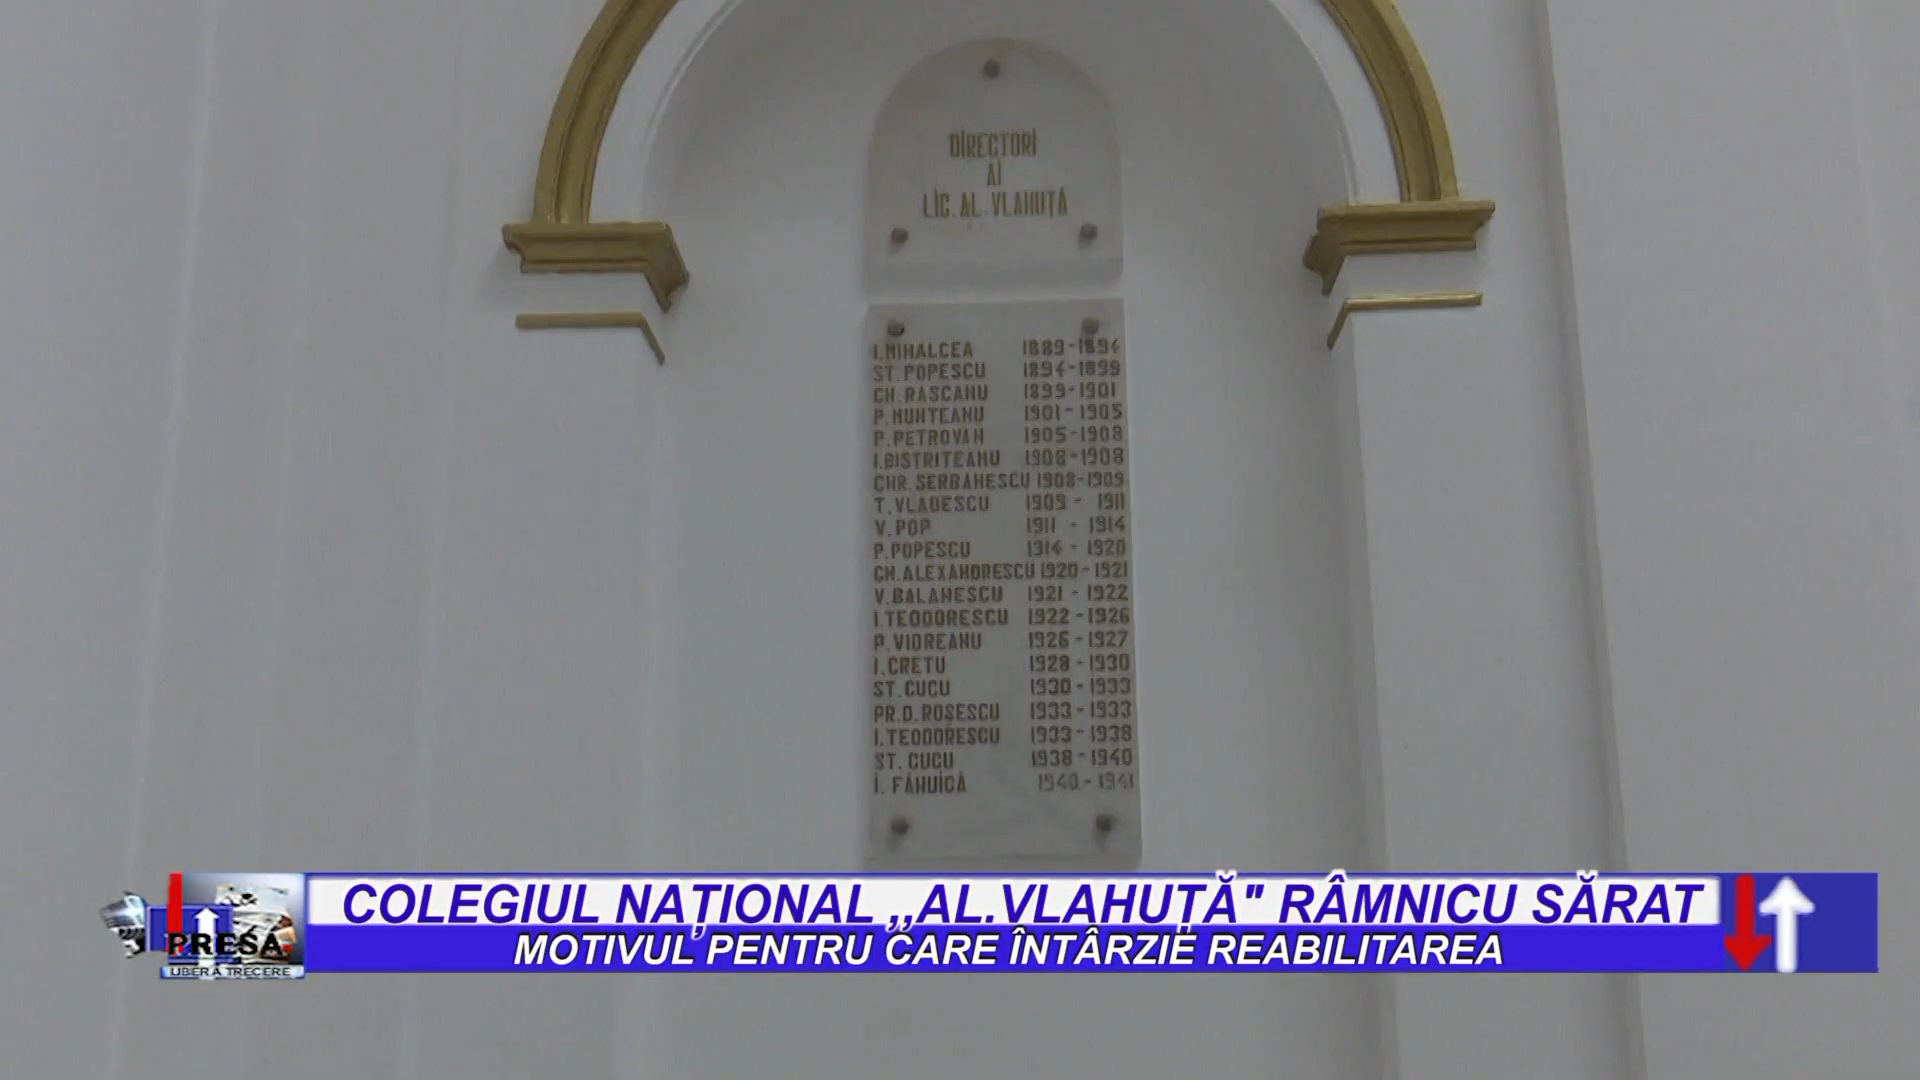 DIRECTORI
AI
LIC. AL. VLAHUȚĂ
I. MIHALCEA 1889-1894
ST. POPESCU 1894-1899
GH. RASCANU 1899-1901
P. MUNTEANU 1901-1905
P. PETROVAN 1905-1908
I. BISTRITEANU 1908-1908
CHR. SERBANESCU 1908-1909
T. VLADESCU 1909 - 1911
V. POP 1911 - 1914
P. POPESCU 1914 - 1920
GH. ALEXANDRESCU 1920-1921
V. BALANESCU 1921 - 1922
I. TEODORESCU 1922-1926
P. VIOREANU 1926-1927
I. CRETU 1928-1930
ST. CUCU 1930-1933
PR. D. ROȘESCU 1933-1933
I. TEODORESCU 1933-1938
ST. CUCU 1938-1940
I. FĂNUICĂ 1940-1941
COLEGIUL NAȚIONAL ,,AL.VLAHUȚĂ" RÂMNICU SĂRAT
MOTIVUL PENTRU CARE ÎNTÂRZIE REABILITAREA
PRESA
LIBERĂ TRECERE